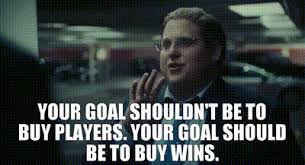 YOUR GOAL SHOULDN'T BE TO
BUY PLAYERS. YOUR GOAL SHOULD
BE TO BUY WINS.